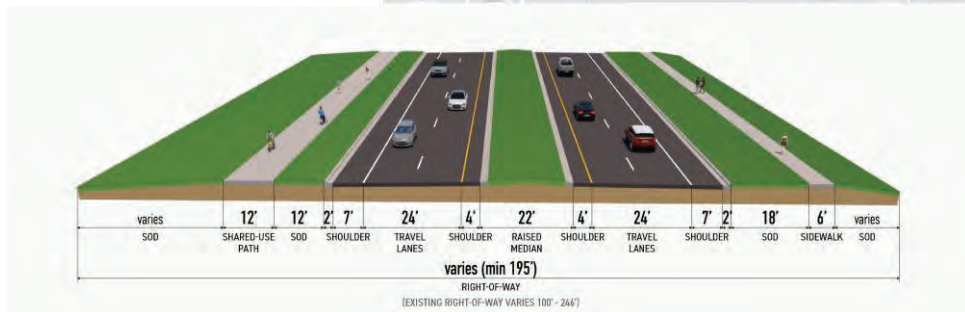 varies 12' 12' 2' 7' 24' 4' 22' 4' 24' 7' 2' 18' 6' varies
SOD SHARED-USE PATH SOD SHOULDER TRAVEL LANES SHOULDER RAISED MEDIAN SHOULDER TRAVEL LANES SHOULDER SOD SIDEWALK SOD
varies (min 195')
RIGHT-OF-WAY
(EXISTING RIGHT-OF-WAY VARIES 100' - 246')